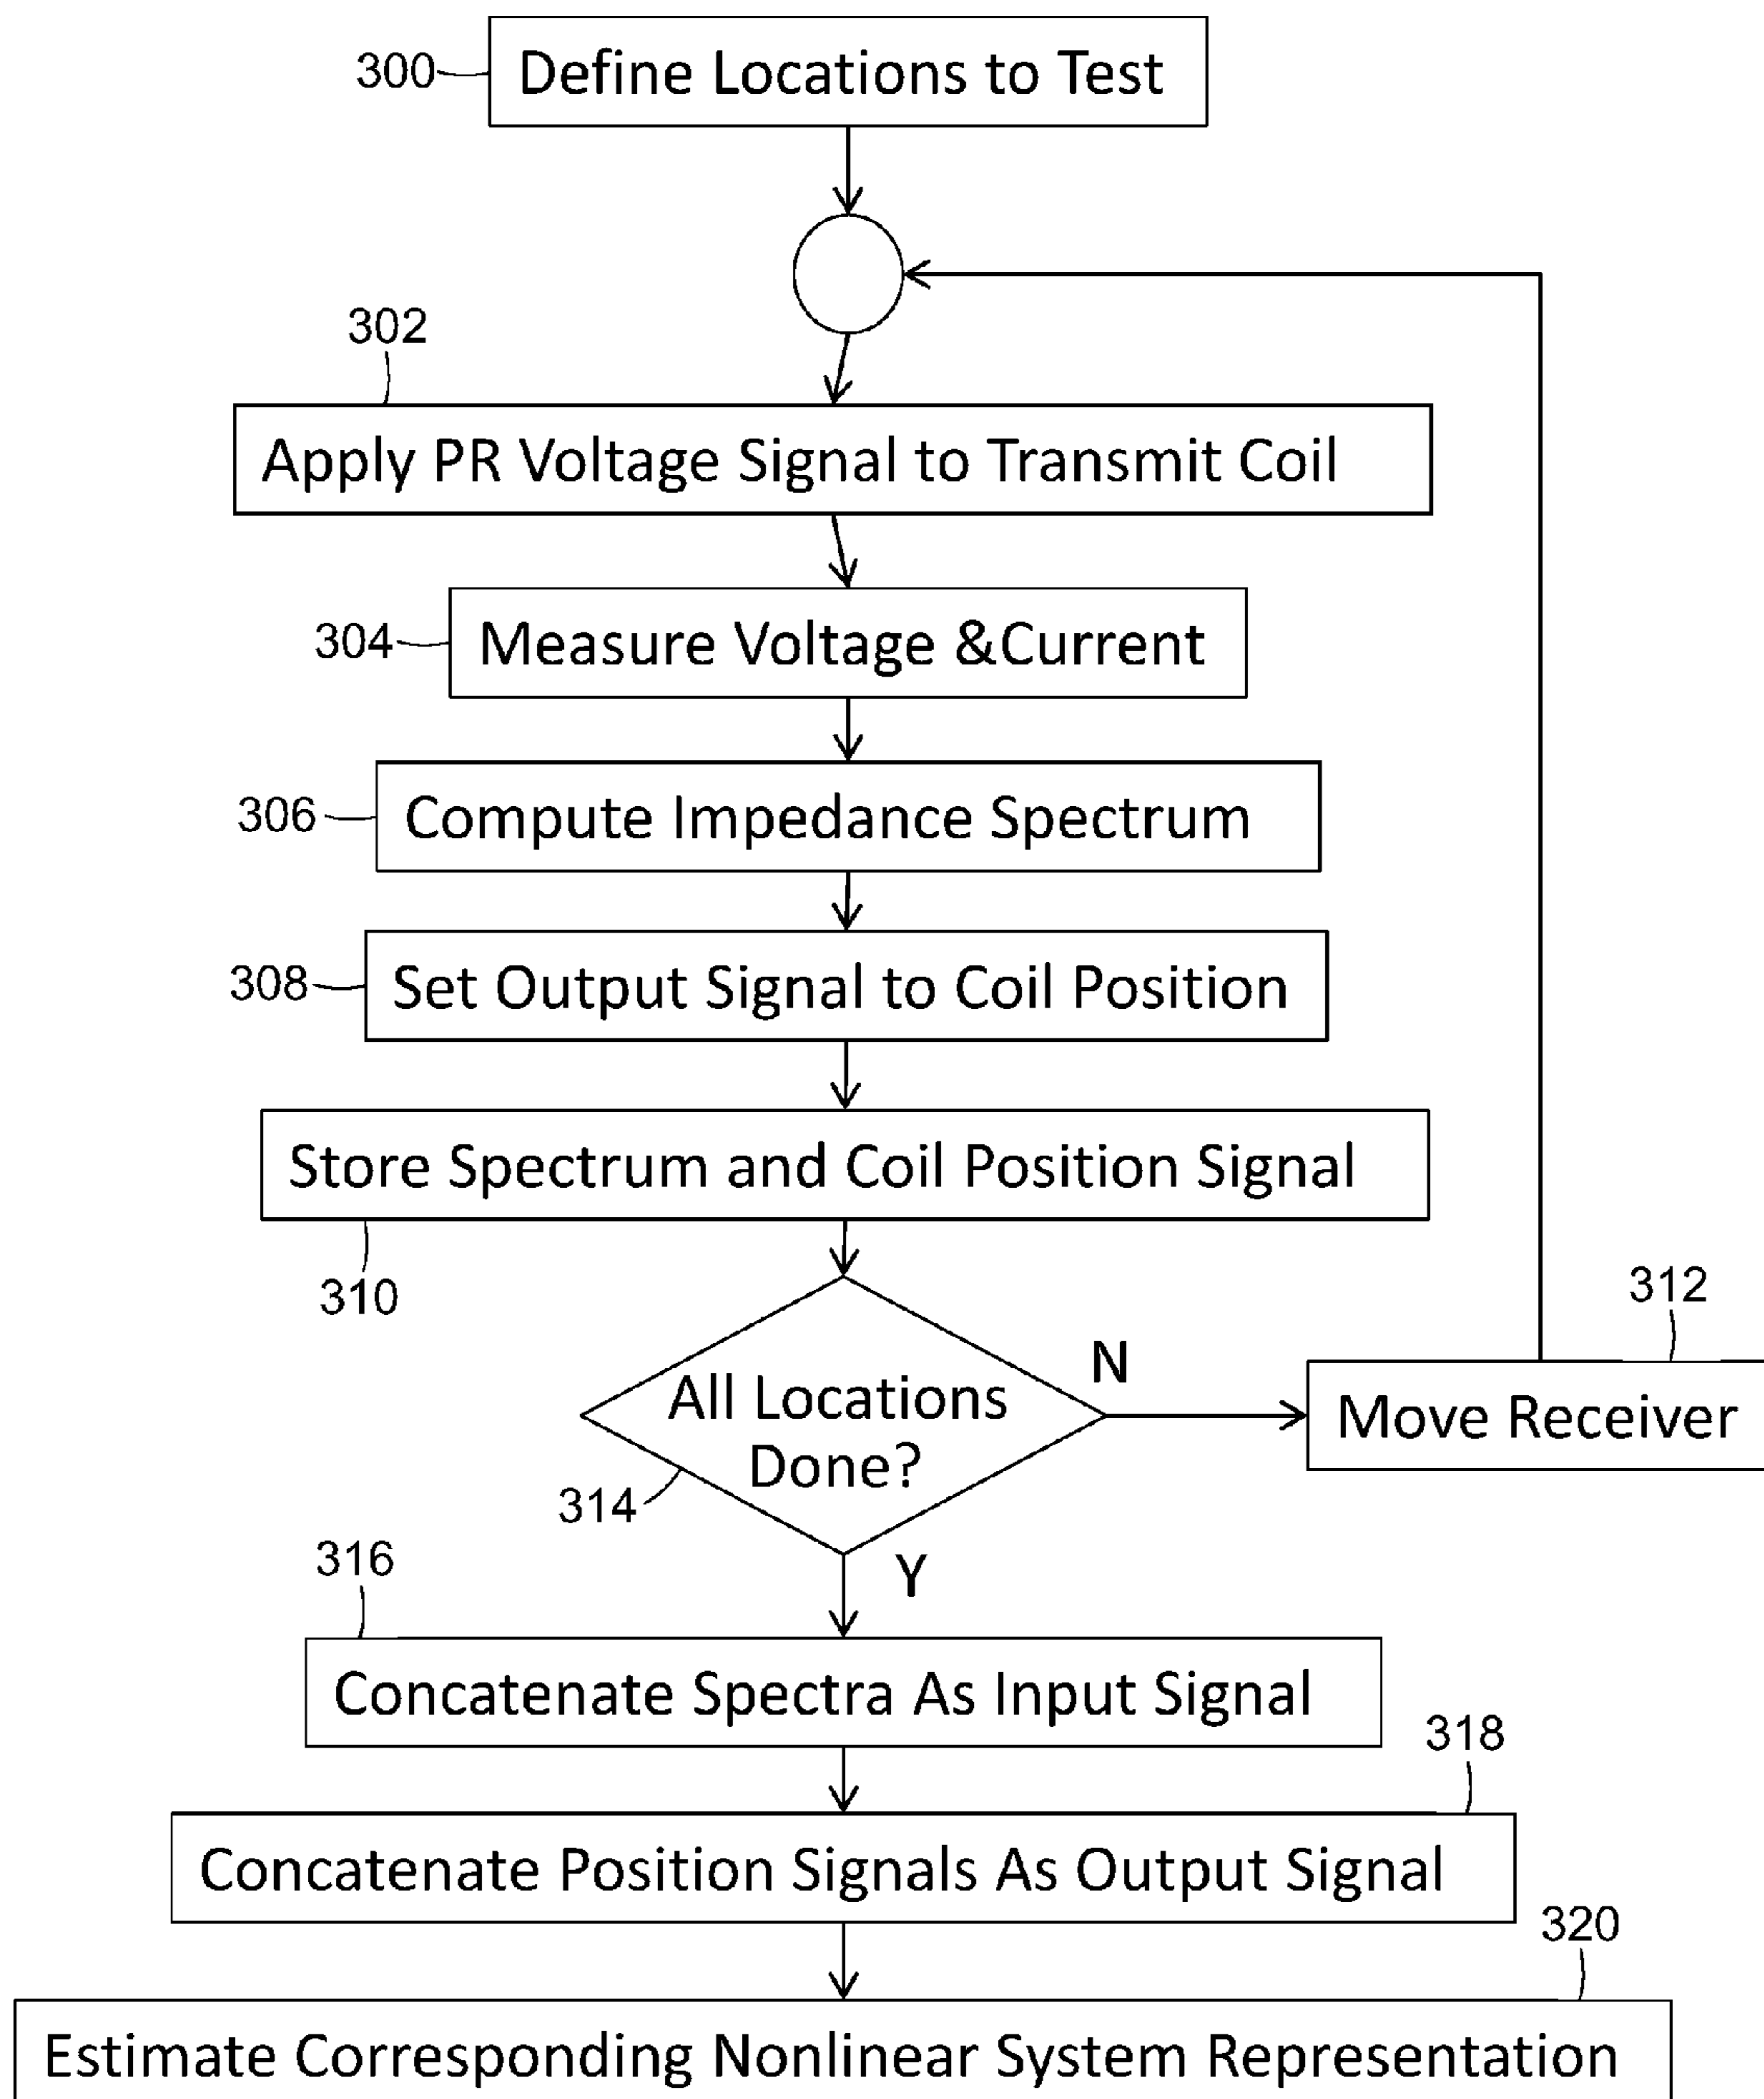 300
Define Locations to Test
302
Apply PR Voltage Signal to Transmit Coil
304
Measure Voltage &Current
306
Compute Impedance Spectrum
308
Set Output Signal to Coil Position
Store Spectrum and Coil Position Signal
310
312
N
All Locations
Done?
Move Receiver
314
316
Y
Concatenate Spectra As Input Signal
318
Concatenate Position Signals As Output Signal
320
Estimate Corresponding Nonlinear System Representation